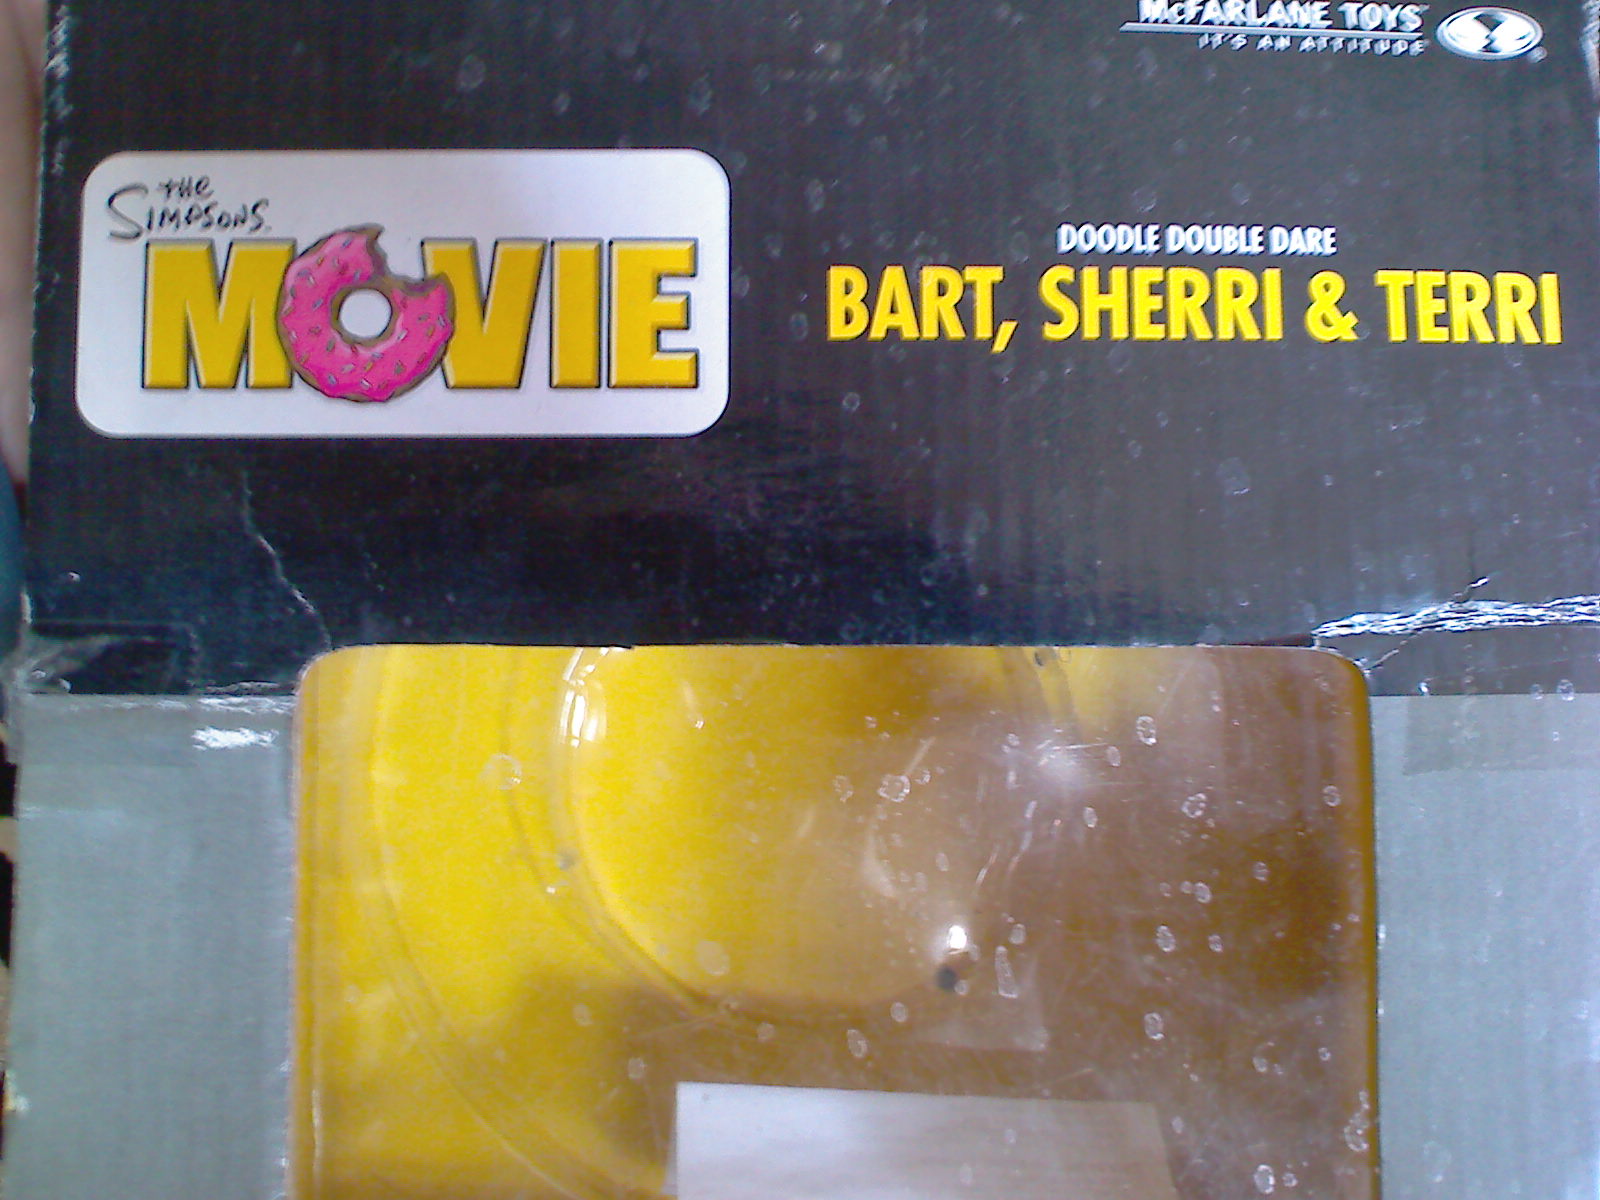 McFARLANE TOYS
IT'S AN ATTITUDE
THE
SIMPSONS
MOVIE
DOODLE DOUBLE DARE
BART, SHERRI & TERRI